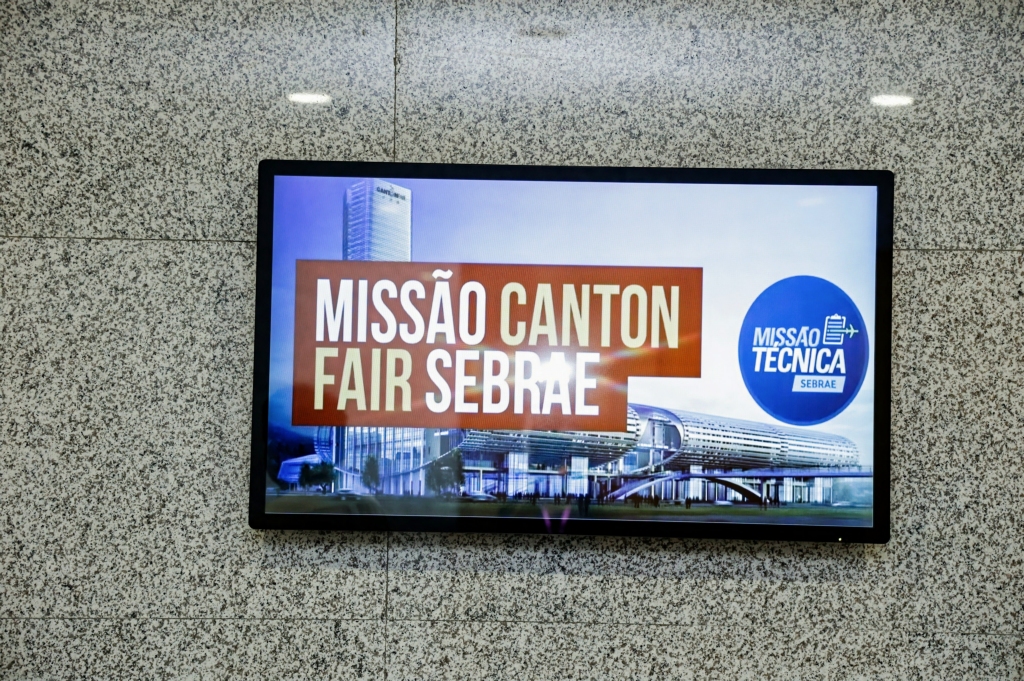 MISSÃO CANTON
FAIR SEBRAE
MISSÃO
TÉCNICA
SEBRAE